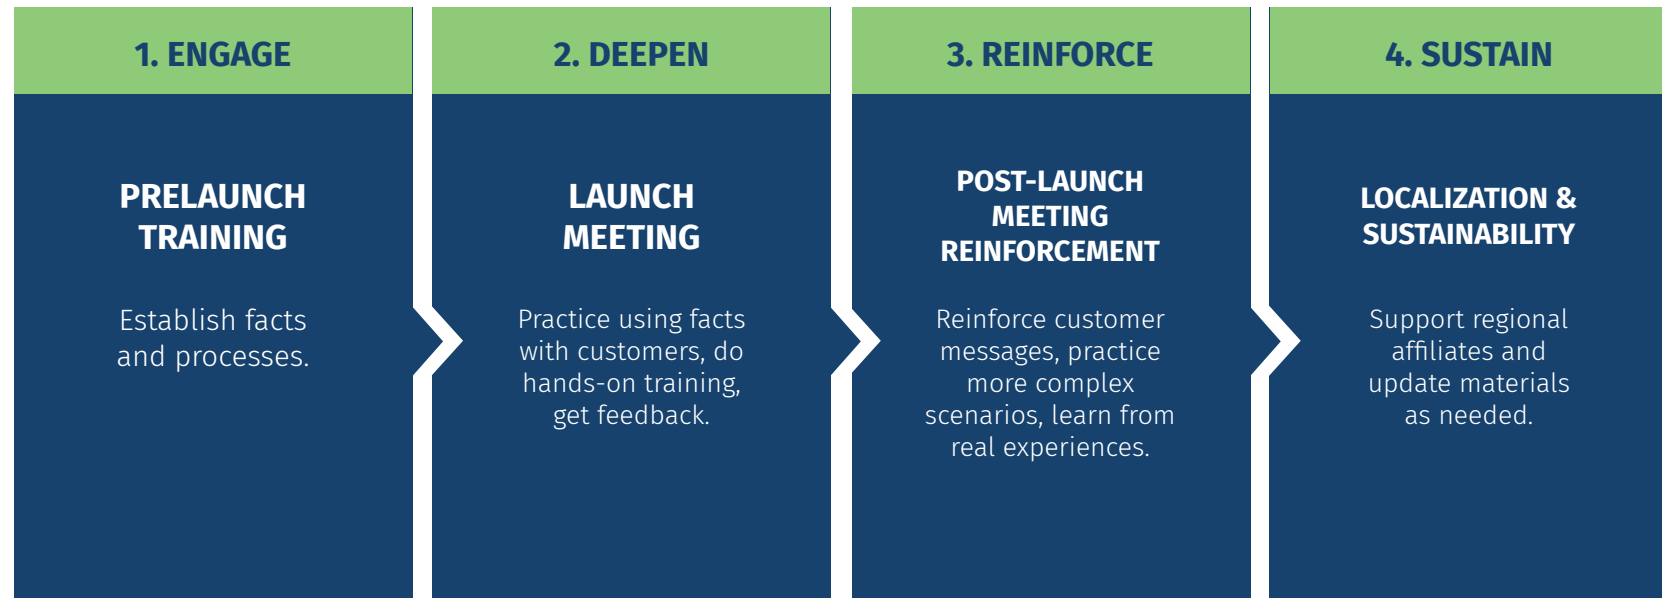 1. ENGAGE
PRELAUNCH
TRAINING
Establish facts
and processes.
2. DEEPEN
LAUNCH
MEETING
Practice using facts
with customers, do
hands-on training,
get feedback.
3. REINFORCE
POST-LAUNCH
MEETING
REINFORCEMENT
Reinforce customer
messages, practice
more complex
scenarios, learn from
real experiences.
4. SUSTAIN
LOCALIZATION &
SUSTAINABILITY
Support regional
affiliates and
update materials
as needed.